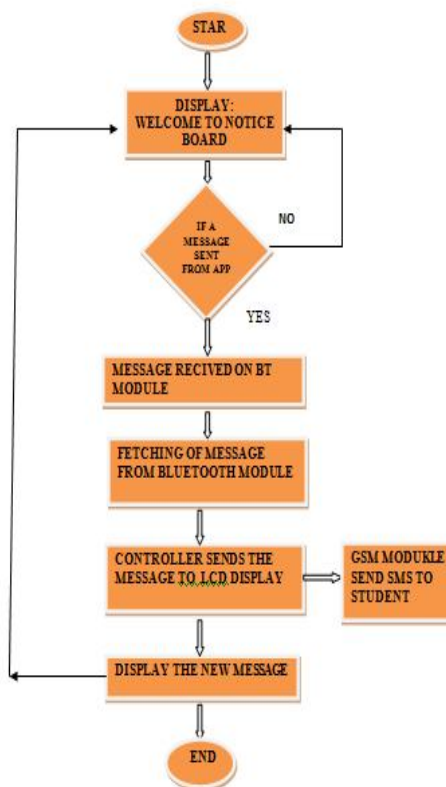 STAR
DISPLAY:
WELCOME TO NOTICE
BOARD
NO
IF A
MESSAGE
SENT
FROM APP
YES
MESSAGE RECIVED ON BT
MODULE
FETCHING OF MESSAGE
FROM BLUETOOTH MODULE
CONTROLLER SENDS THE
MESSAGE TO LCD DISPLAY
GSM MODUKLE
SEND SMS TO
STUDENT
DISPLAY THE NEW MESSAGE
END